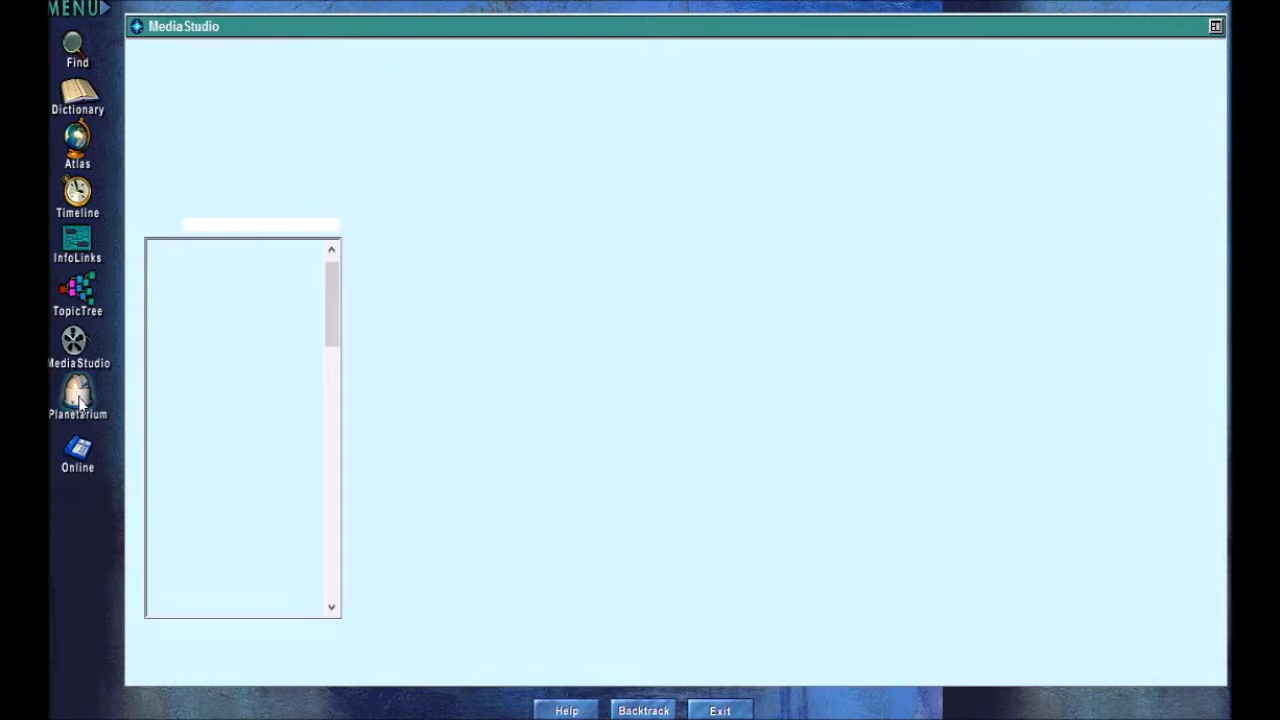 MENU
MediaStudio
Find
Dictionary
Atlas
Timeline
InfoLinks
TopicTree
MediaStudio
Planetarium
Online
Help
Backtrack
Exit